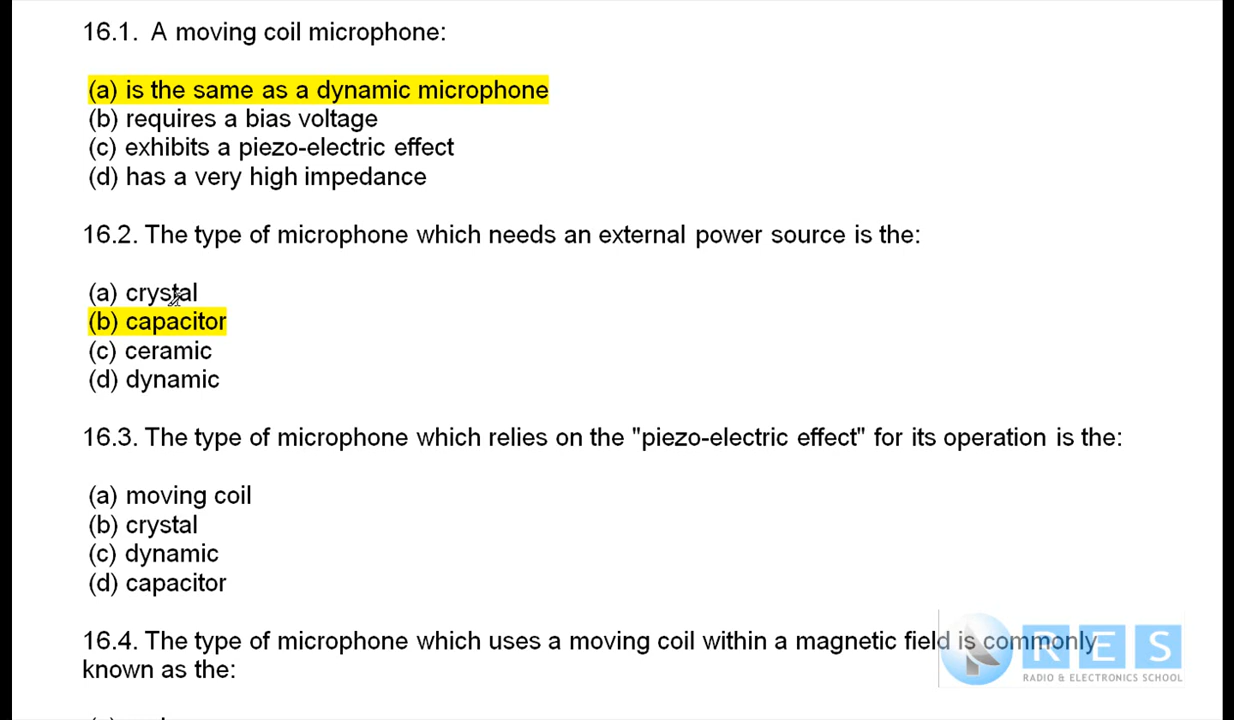 16.1. A moving coil microphone:
(a) is the same as a dynamic microphone
(b) requires a bias voltage
(c) exhibits a piezo-electric effect
(d) has a very high impedance
16.2. The type of microphone which needs an external power source is the:
(a) crystal
(b) capacitor
(c) ceramic
(d) dynamic
16.3. The type of microphone which relies on the "piezo-electric effect" for its operation is the:
(a) moving coil
(b) crystal
(c) dynamic
(d) capacitor
16.4. The type of microphone which uses a moving coil within a magnetic field is commonly
known as the:
RES
RADIO & ELECTRONICS SCHOOL